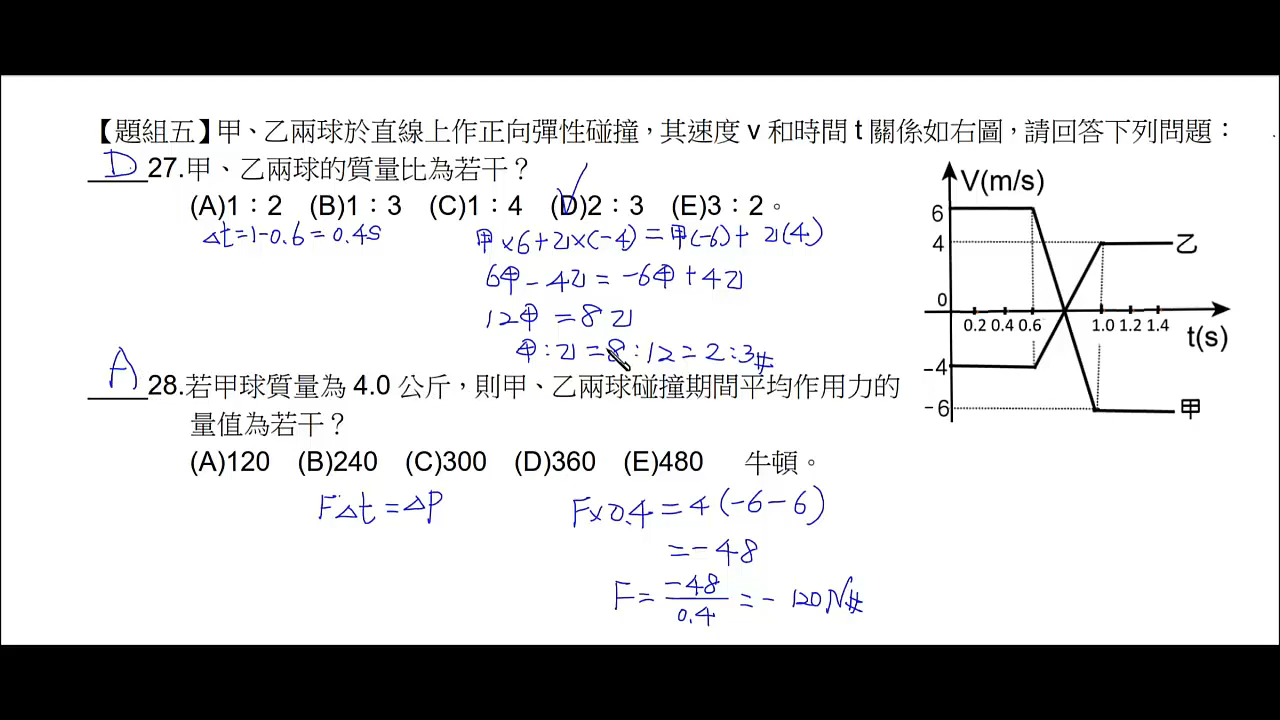 【題組五】甲、乙兩球於直線上作正向彈性碰撞，其速度 v 和時間 t 關係如右圖，請回答下列問題：
D 27.甲、乙兩球的質量比為若干？
(A)1：2 (B)1：3 (C)1：4 (D)2：3 (E)3：2。
Δt=1-0.6=0.4s
甲×6+乙×(-4)=甲(-6)+乙(4)
6甲-4乙=-6甲+4乙
12甲=8乙
甲:乙=8:12=2:3#
A 28.若甲球質量為 4.0 公斤，則甲、乙兩球碰撞期間平均作用力的
量值為若干？
(A)120 (B)240 (C)300 (D)360 (E)480 牛頓。
FΔt=ΔP
F×0.4=4(-6-6)
=-48
F=-48/0.4=-120N#
V(m/s)
6
4
乙
0
0.2 0.4 0.6 1.0 1.2 1.4
t(s)
-4
-6
甲